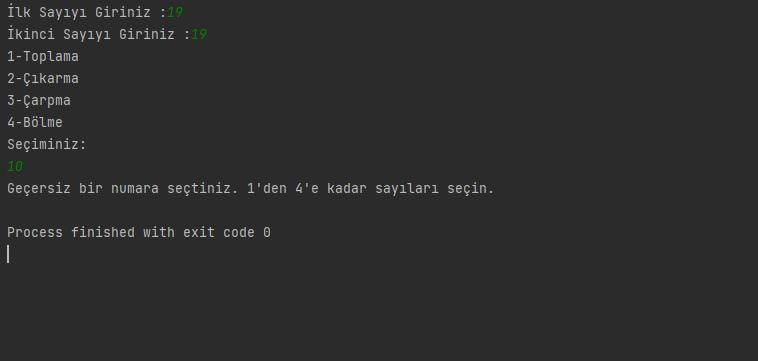 İlk Sayıyı Giriniz :19
İkinci Sayıyı Giriniz :19
1-Toplama
2-Çıkarma
3-Çarpma
4-Bölme
Seçiminiz:
10
Geçersiz bir numara seçtiniz. 1'den 4'e kadar sayıları seçin.
Process finished with exit code 0